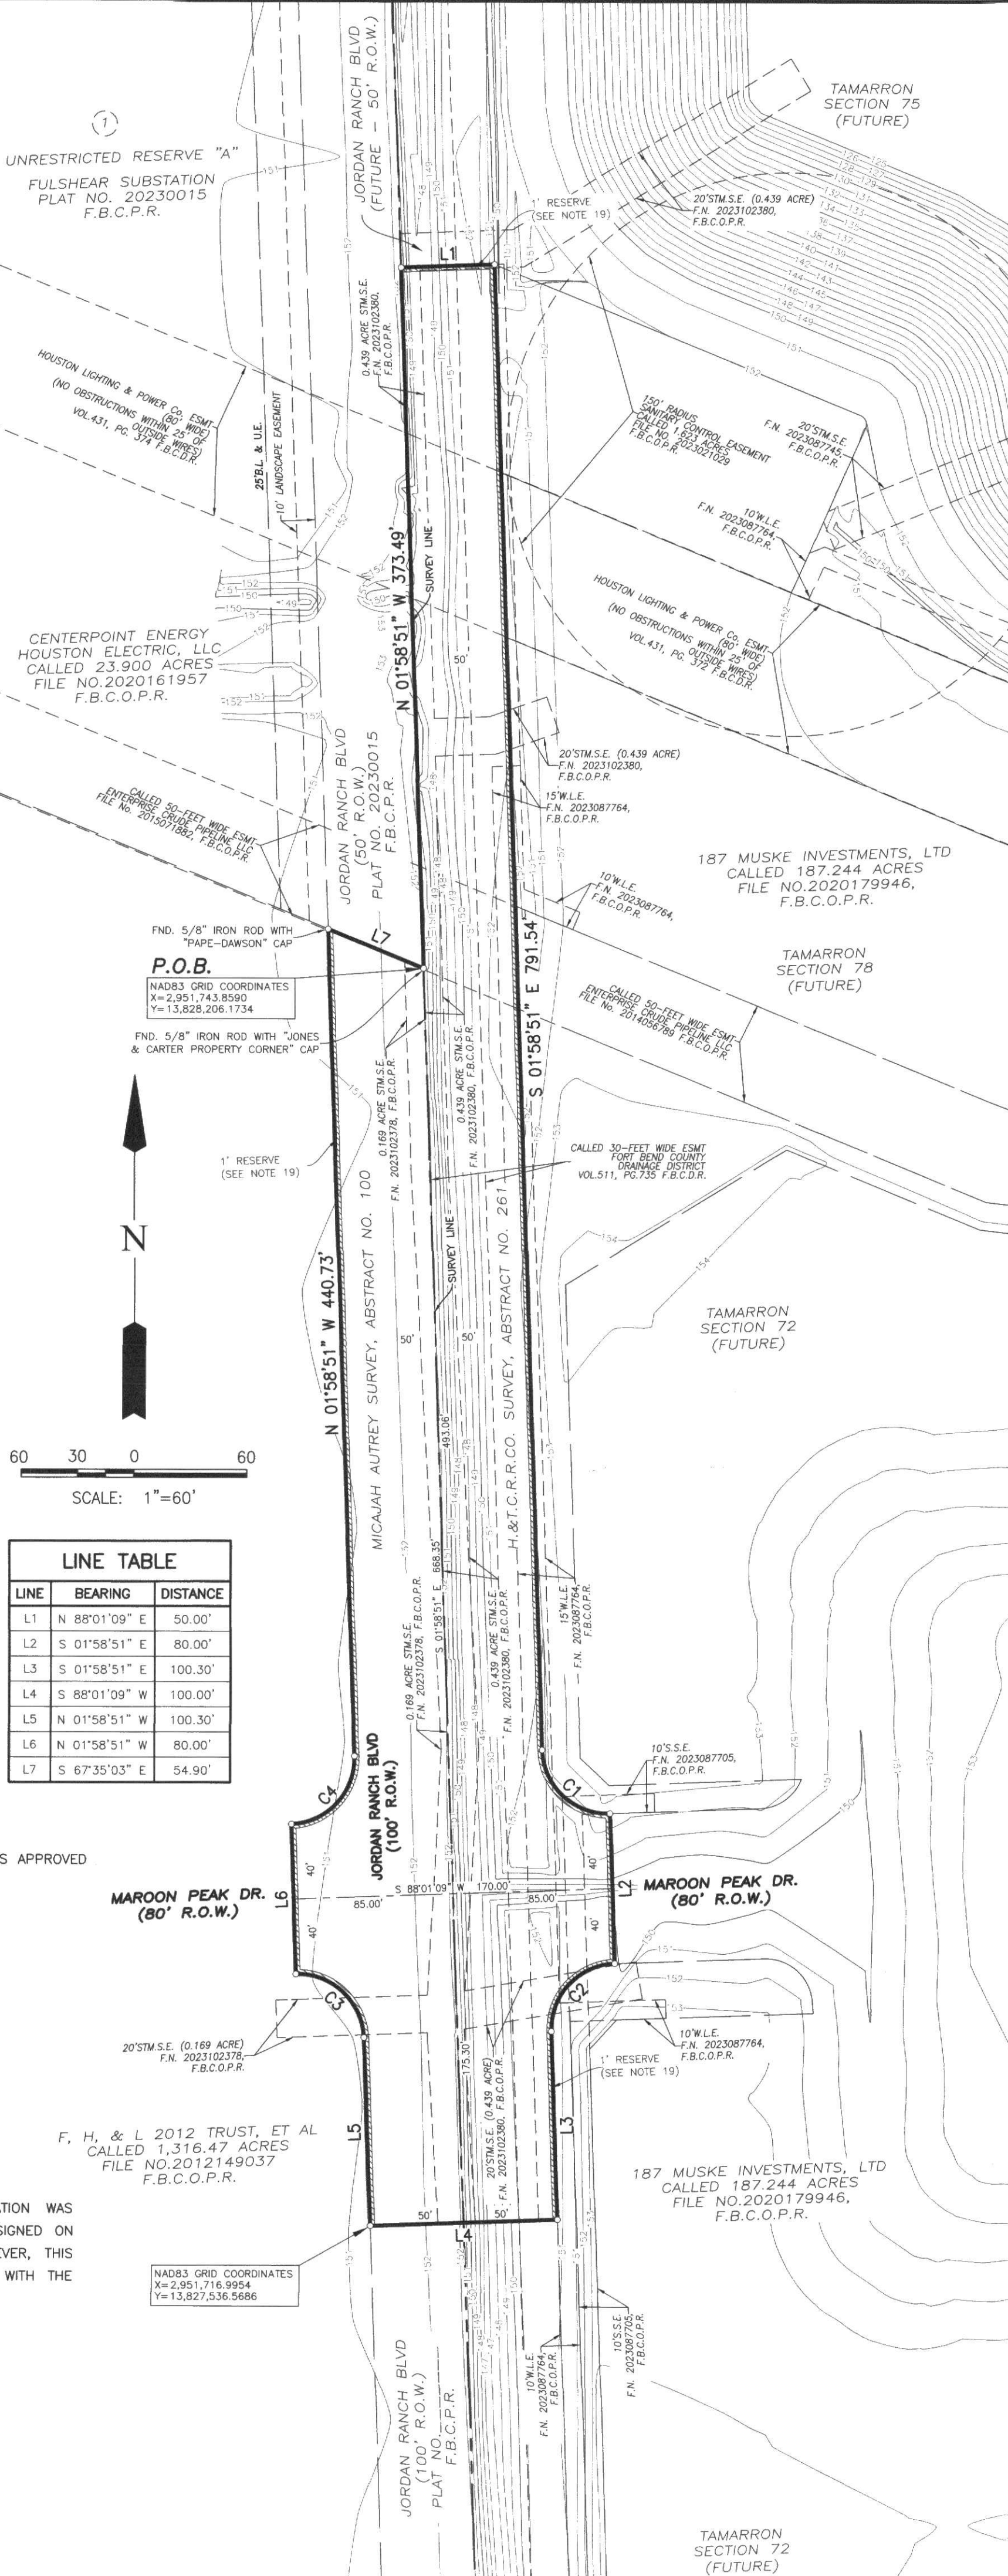 JORDAN RANCH BLVD
(FUTURE - 50' R.O.W.)
TAMARRON
SECTION 75
(FUTURE)
1
UNRESTRICTED RESERVE "A"
FULSHEAR SUBSTATION
PLAT NO. 20230015
F.B.C.P.R.
1' RESERVE
(SEE NOTE 19)
20'STM.S.E. (0.439 ACRE)
F.N. 2023102380,
F.B.C.O.P.R.
L1
0.439 ACRE STM.S.E.
F.N. 2023102380,
F.B.C.O.P.R.
HOUSTON LIGHTING & POWER Co. ESMT
(80' WIDE)
(NO OBSTRUCTIONS WITHIN 25' OF
OUTSIDE WIRES)
VOL.431, PG. 374 F.B.C.D.R.
25'B.L. & U.E.
10' LANDSCAPE EASEMENT
150' RADIUS
SANITARY CONTROL EASEMENT
CALLED 1.623 ACRES
FILE NO. 2023021029
F.B.C.O.P.R.
20'STM.S.E.
F.N. 2023087745,
F.B.C.O.P.R.
10'W.L.E.
F.N. 2023087764,
F.B.C.O.P.R.
N 01°58'51" W 373.49'
SURVEY LINE
50'
HOUSTON LIGHTING & POWER Co. ESMT
(80' WIDE)
(NO OBSTRUCTIONS WITHIN 25' OF
OUTSIDE WIRES)
VOL.431, PG. 372 F.B.C.D.R.
CENTERPOINT ENERGY
HOUSTON ELECTRIC, LLC
CALLED 23.900 ACRES
FILE NO.2020161957
F.B.C.O.P.R.
JORDAN RANCH BLVD
(50' R.O.W.)
PLAT NO. 20230015
F.B.C.P.R.
20'STM.S.E. (0.439 ACRE)
F.N. 2023102380,
F.B.C.O.P.R.
15'W.L.E.
F.N. 2023087764,
F.B.C.O.P.R.
CALLED 50-FEET WIDE ESMT
ENTERPRISE CRUDE PIPELINE LLC
FILE No. 2015071882, F.B.C.O.P.R.
187 MUSKE INVESTMENTS, LTD
CALLED 187.244 ACRES
FILE NO.2020179946,
F.B.C.O.P.R.
10'W.L.E.
F.N. 2023087764,
F.B.C.O.P.R.
FND. 5/8" IRON ROD WITH
"PAPE-DAWSON" CAP
L7
P.O.B.
NAD83 GRID COORDINATES
X=2,951,743.8590
Y=13,828,206.1734
FND. 5/8" IRON ROD WITH "JONES
& CARTER PROPERTY CORNER" CAP
TAMARRON
SECTION 78
(FUTURE)
S 01°58'51" E 791.54'
CALLED 50-FEET WIDE ESMT
ENTERPRISE CRUDE PIPELINE LLC
FILE No. 2014056789 F.B.C.O.P.R.
0.169 ACRE STM.S.E.
F.N. 2023102378, F.B.C.O.P.R.
0.439 ACRE STM.S.E.
F.N. 2023102380, F.B.C.O.P.R.
1' RESERVE
(SEE NOTE 19)
CALLED 30-FEET WIDE ESMT
FORT BEND COUNTY
DRAINAGE DISTRICT
VOL.511, PG.735 F.B.C.D.R.
N
N 01°58'51" W 440.73'
MICAJAH AUTREY SURVEY, ABSTRACT NO. 100
SURVEY LINE
H.&T.C.R.R.CO. SURVEY, ABSTRACT NO. 261
50'
50'
TAMARRON
SECTION 72
(FUTURE)
60 30 0 60
SCALE: 1"=60'
493.06'
S 01°58'51" E 668.35'
LINE TABLE
LINE BEARING DISTANCE
L1 N 88°01'09" E 50.00'
L2 S 01°58'51" E 80.00'
L3 S 01°58'51" E 100.30'
L4 S 88°01'09" W 100.00'
L5 N 01°58'51" W 100.30'
L6 N 01°58'51" W 80.00'
L7 S 67°35'03" E 54.90'
0.169 ACRE STM.S.E.
F.N. 2023102378, F.B.C.O.P.R.
0.439 ACRE STM.S.E.
F.N. 2023102380, F.B.C.O.P.R.
15'W.L.E.
F.N. 2023087764,
F.B.C.O.P.R.
10'S.S.E.
F.N. 2023087705,
F.B.C.O.P.R.
C4
JORDAN RANCH BLVD
(100' R.O.W.)
C1
S APPROVED
MAROON PEAK DR.
(80' R.O.W.)
L6
40'
40'
S 88°01'09" W 170.00'
85.00'
85.00'
40'
40'
L2
MAROON PEAK DR.
(80' R.O.W.)
C3
C2
20'STM.S.E. (0.169 ACRE)
F.N. 2023102378,
F.B.C.O.P.R.
175.30'
20'STM.S.E. (0.439 ACRE)
F.N. 2023102380, F.B.C.O.P.R.
10'W.L.E.
F.N. 2023087764,
F.B.C.O.P.R.
1' RESERVE
(SEE NOTE 19)
F, H, & L 2012 TRUST, ET AL
CALLED 1,316.47 ACRES
FILE NO.2012149037
F.B.C.O.P.R.
L5
L3
187 MUSKE INVESTMENTS, LTD
CALLED 187.244 ACRES
FILE NO.2020179946,
F.B.C.O.P.R.
50'
50'
L4
ATION WAS
SIGNED ON
EVER, THIS
WITH THE
NAD83 GRID COORDINATES
X=2,951,716.9954
Y=13,827,536.5686
JORDAN RANCH BLVD
(100' R.O.W.)
PLAT NO.
F.B.C.P.R.
10'W.L.E.
F.N. 2023087764,
F.B.C.O.P.R.
10'S.S.E.
F.N. 2023087705,
F.B.C.O.P.R.
TAMARRON
SECTION 72
(FUTURE)